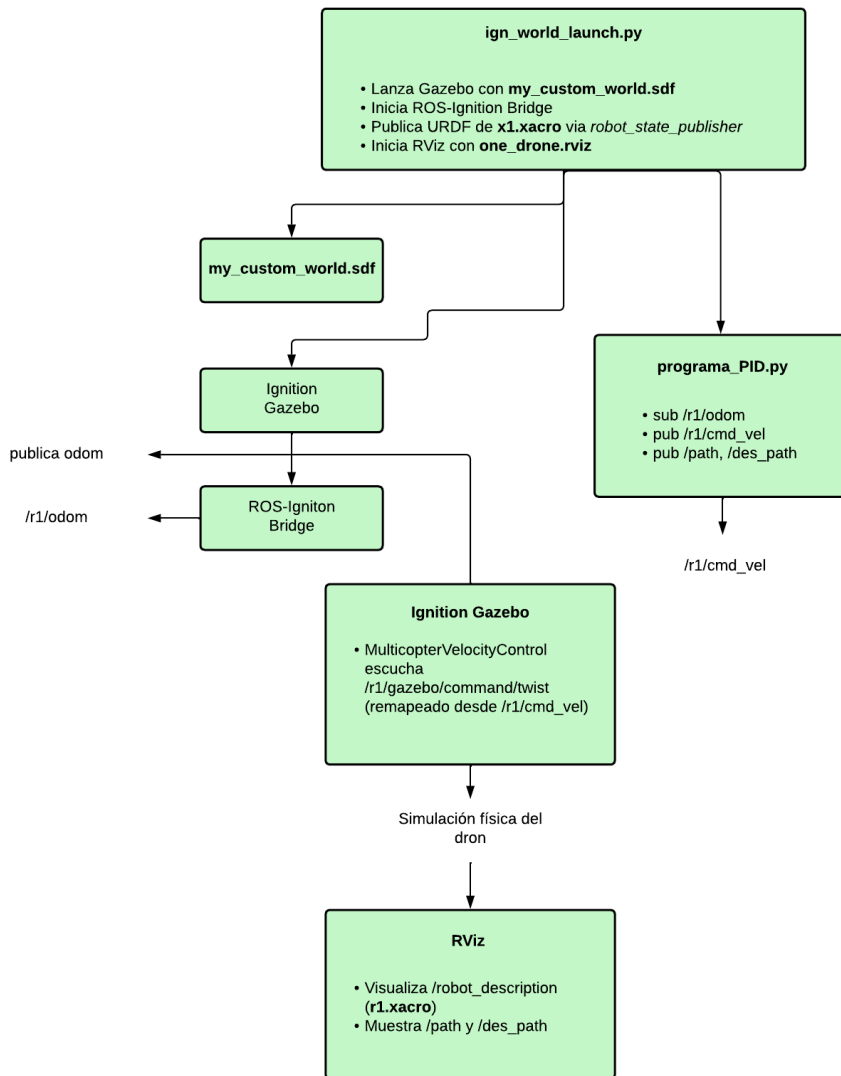 ign_world_launch.py
• Lanza Gazebo con my_custom_world.sdf
• Inicia ROS-Ignition Bridge
• Publica URDF de x1.xacro via robot_state_publisher
• Inicia RViz con one_drone.rviz
my_custom_world.sdf
Ignition
Gazebo
programa_PID.py
• sub /r1/odom
• pub /r1/cmd_vel
• pub /path, /des_path
publica odom
ROS-Igniton
Bridge
/r1/odom
/r1/cmd_vel
Ignition Gazebo
• MulticopterVelocityControl
escucha
/r1/gazebo/command/twist
(remapeado desde /r1/cmd_vel)
Simulación física del
dron
RViz
• Visualiza /robot_description
(r1.xacro)
• Muestra /path y /des_path